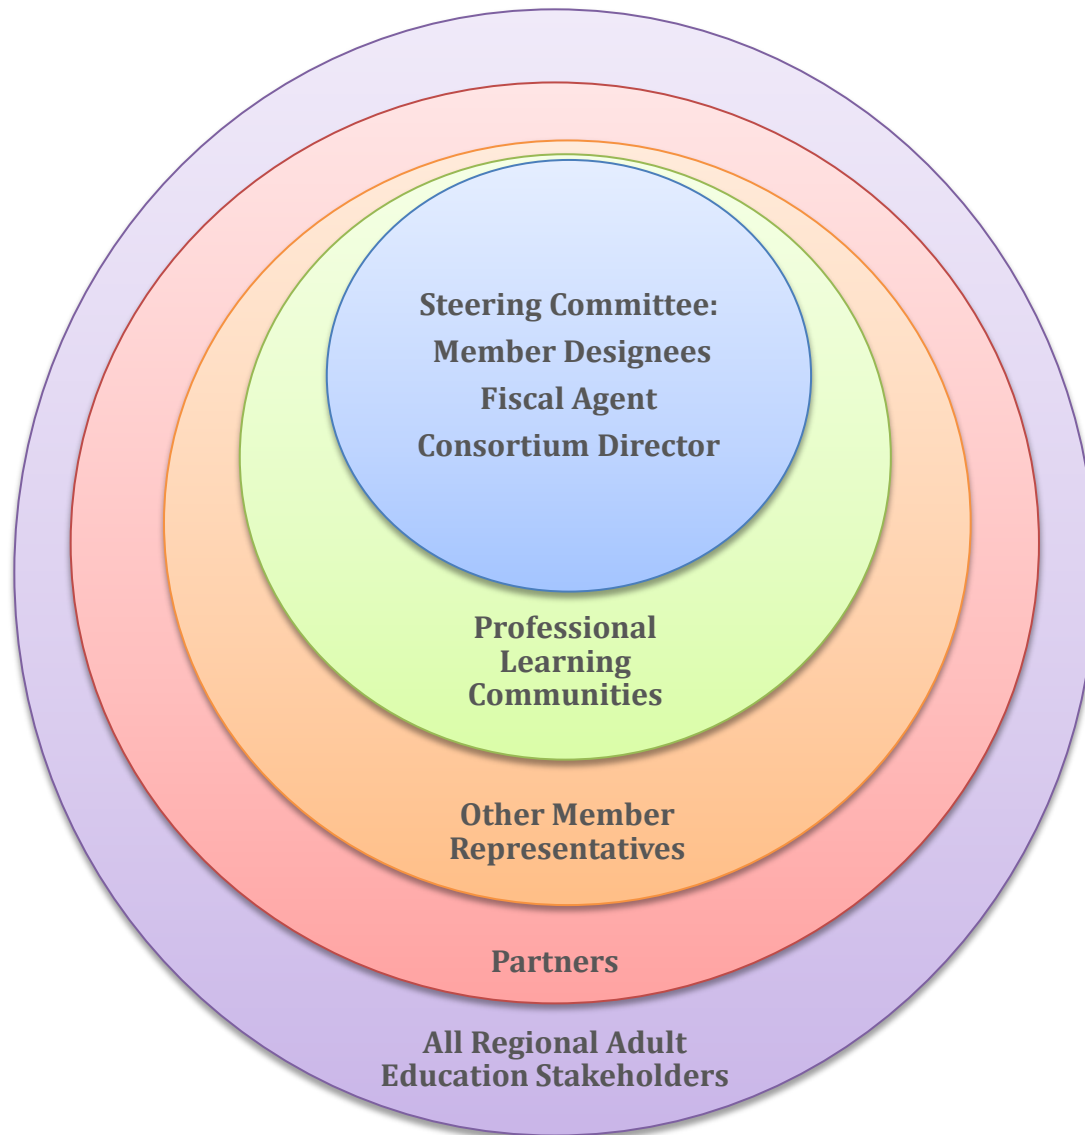 Steering Committee:
Member Designees
Fiscal Agent
Consortium Director
Professional
Learning
Communities
Other Member
Representatives
Partners
All Regional Adult
Education Stakeholders